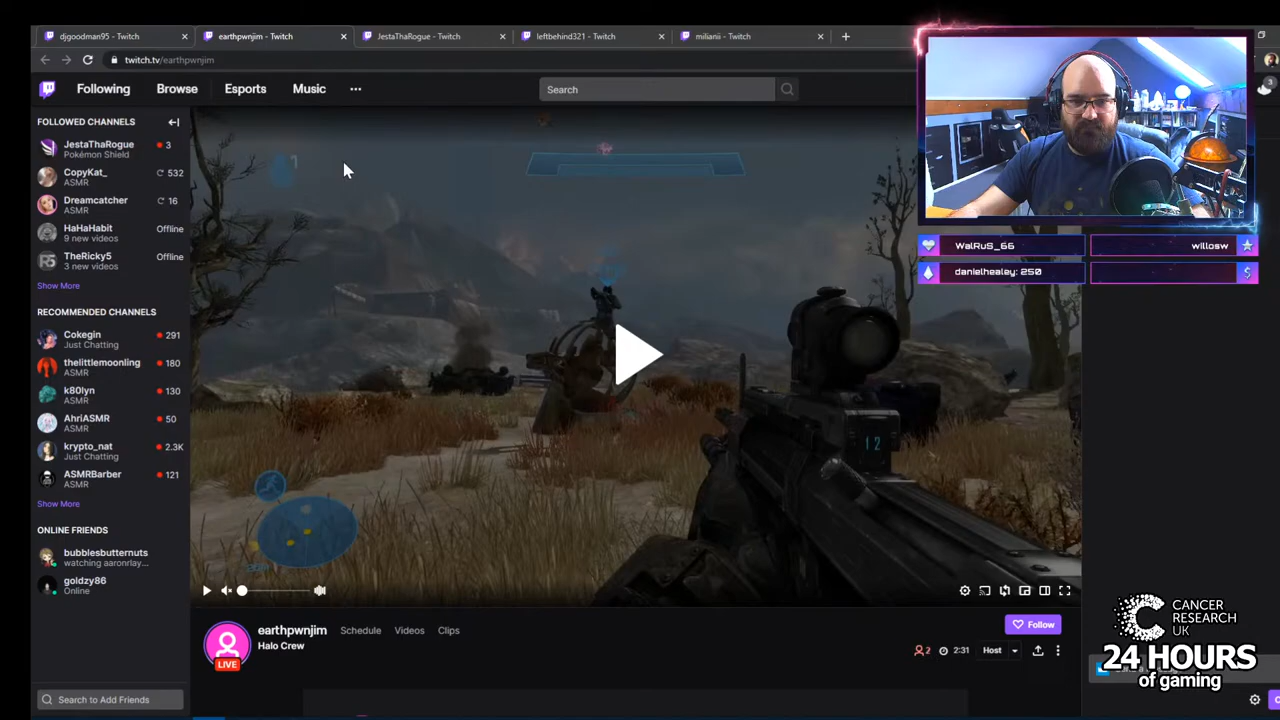 djgoodman95 - Twitch
earthpwnjim - Twitch
JestaThaRogue - Twitch
leftbehind321 - Twitch
milianii - Twitch
twitch.tv/earthpwnjim
Following
Browse
Esports
Music
Search
3
FOLLOWED CHANNELS
JestaThaRogue
3
Pokémon Shield
CopyKat_
532
ASMR
Dreamcatcher
16
ASMR
HaHaHabit
Offline
9 new videos
TheRicky5
Offline
3 new videos
Show More
RECOMMENDED CHANNELS
Cokegin
291
Just Chatting
thelittlemoonling
180
ASMR
k80lyn
130
ASMR
AhriASMR
50
ASMR
krypto_nat
2.3K
Just Chatting
ASMRBarber
121
ASMR
Show More
ONLINE FRIENDS
bubblesbutternuts
watching aaronrlay...
goldzy86
Online
Search to Add Friends
1
12
WalRuS_66
willosw
danielhealey: 250
earthpwnjim
Schedule
Videos
Clips
Halo Crew
LIVE
Follow
2
2:31
Host
CANCER
RESEARCH
UK
24 HOURS
of gaming